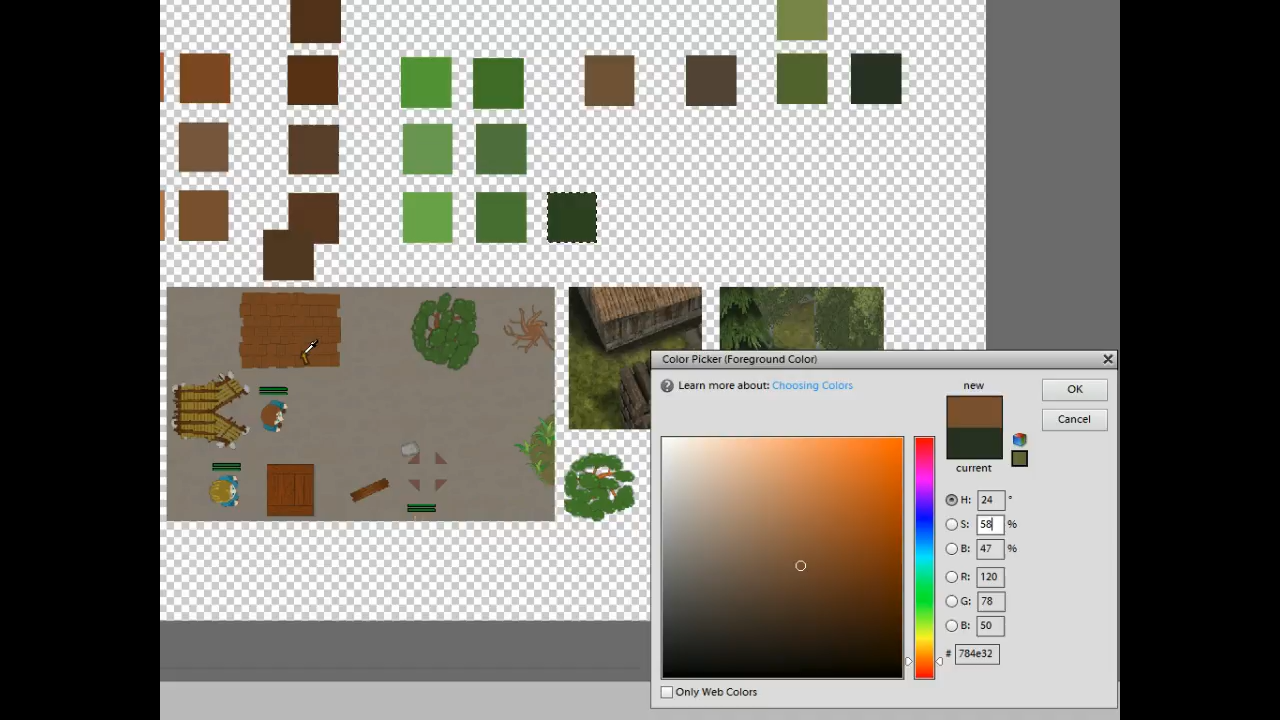 Color Picker (Foreground Color)
Learn more about: Choosing Colors
new
OK
Cancel
current
H: 24 °
S: 58 %
B: 47 %
R: 120
G: 78
B: 50
# 784e32
Only Web Colors